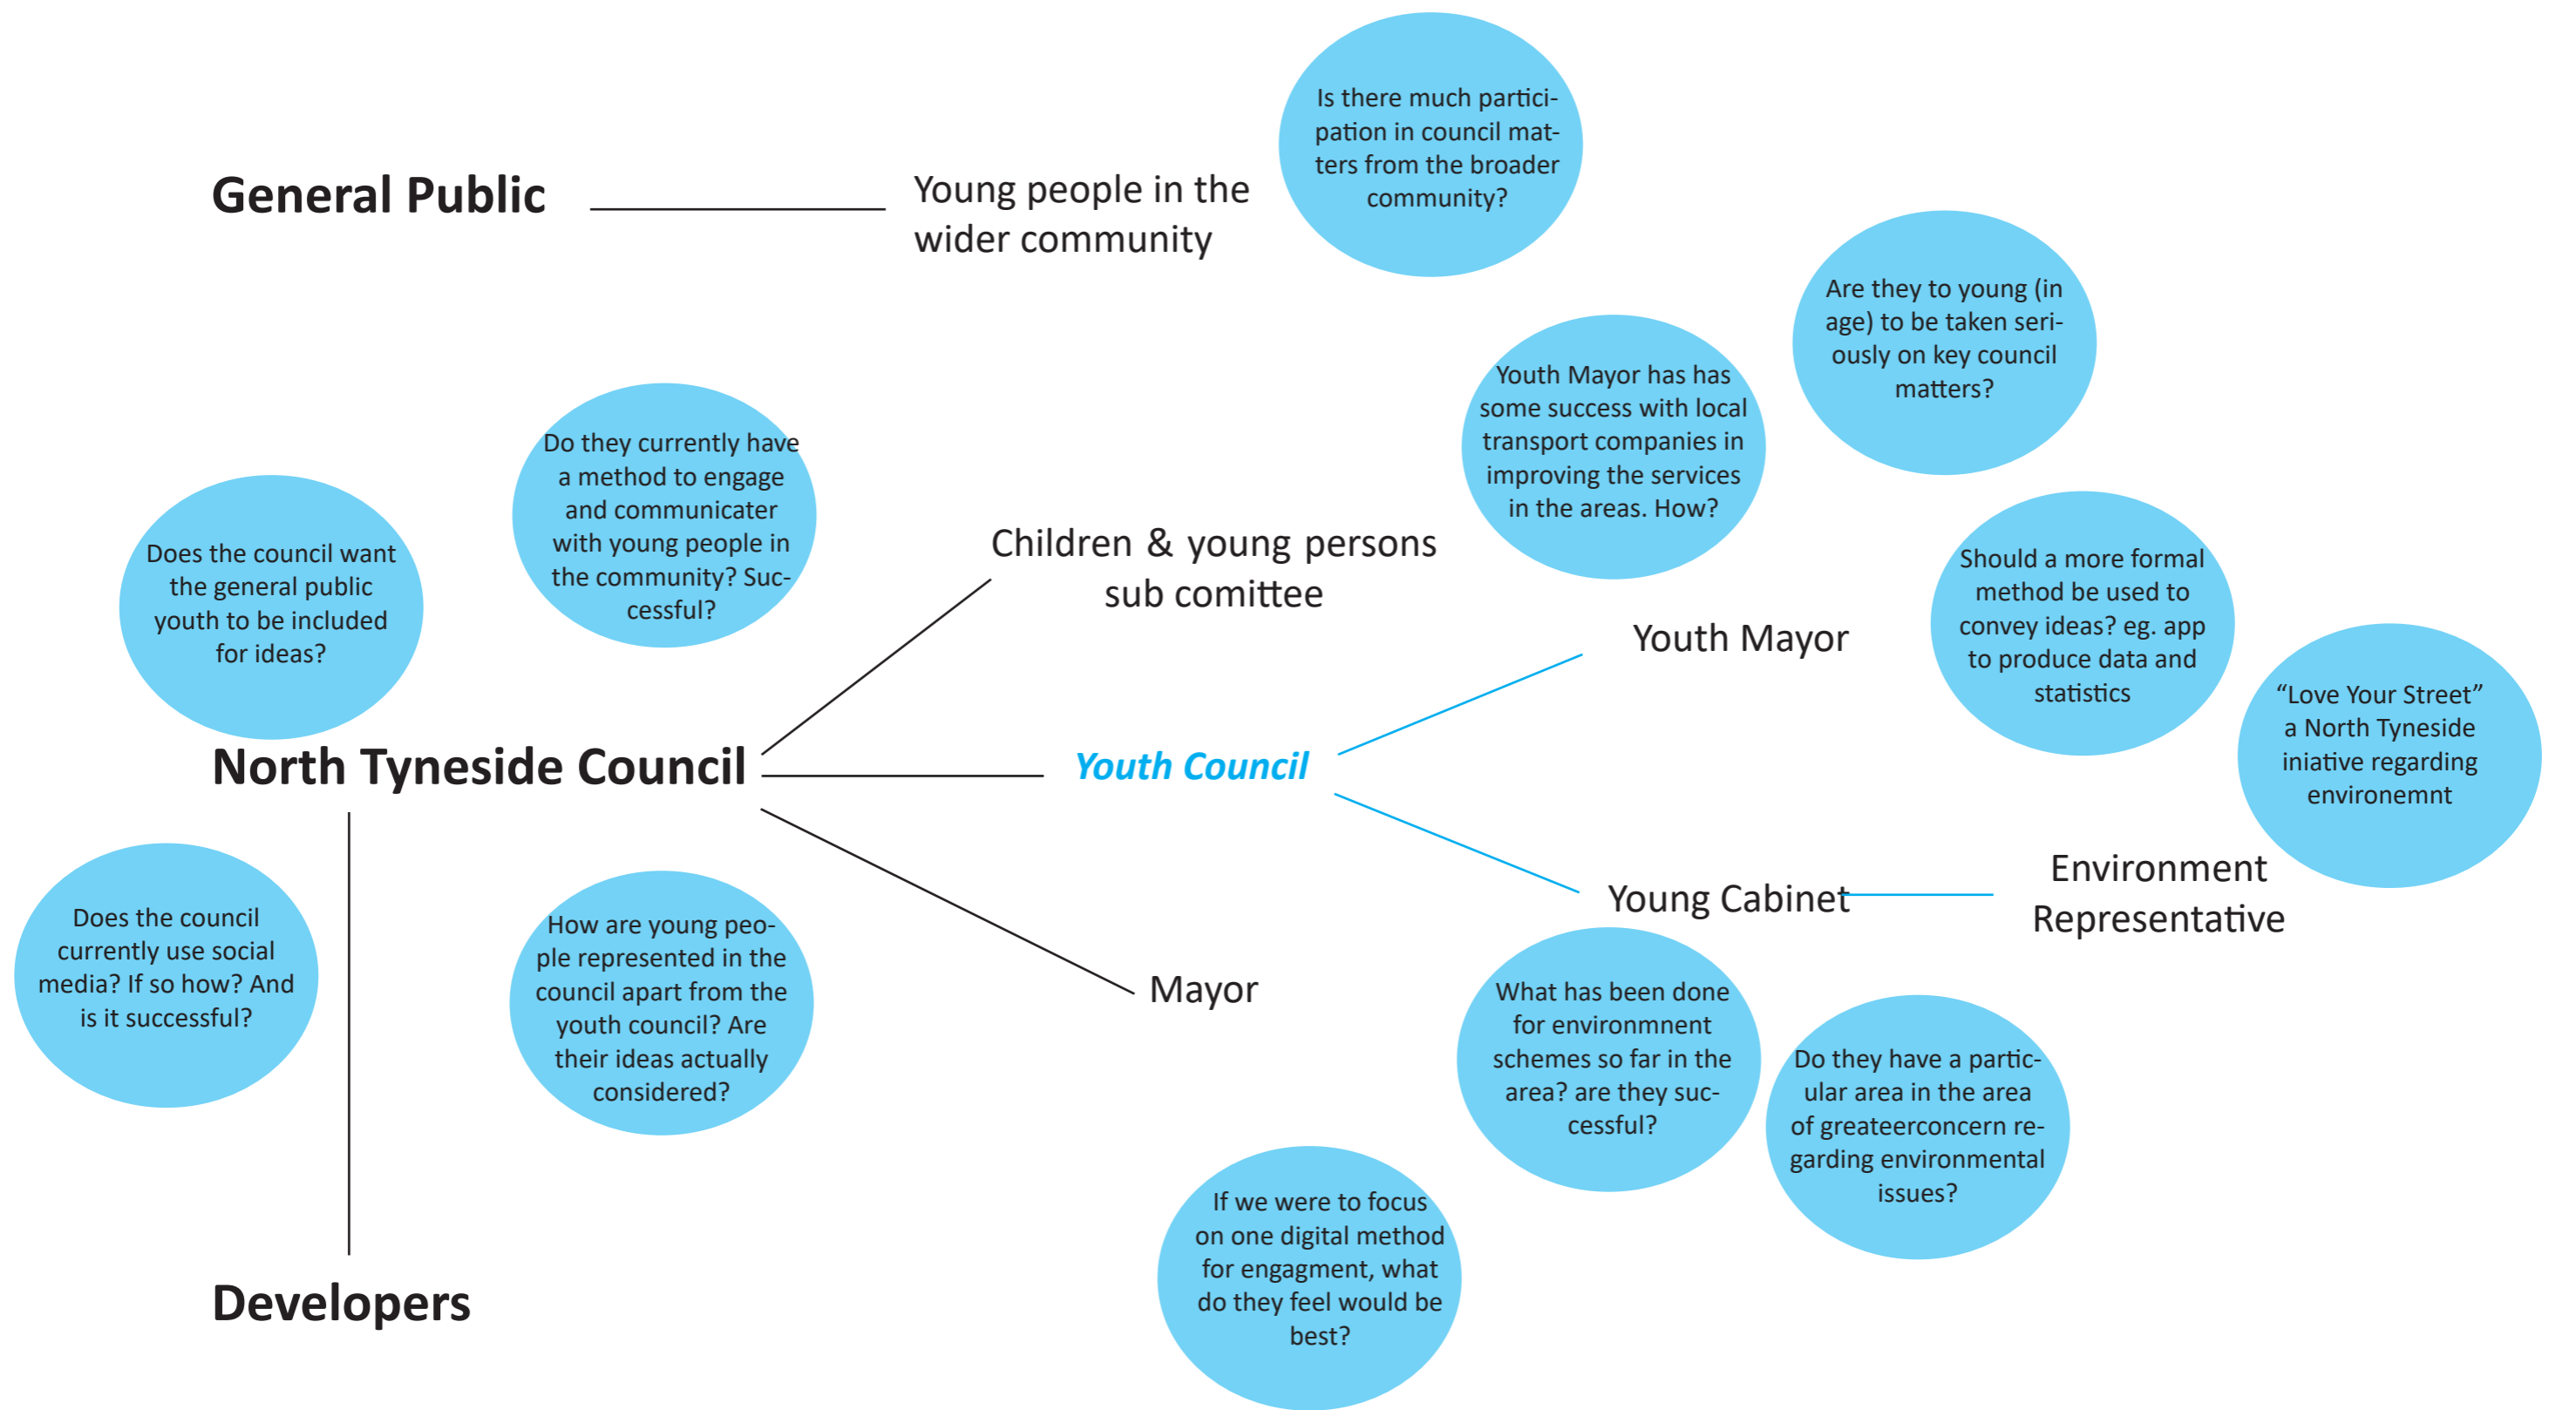 Is there much partici-
pation in council mat-
ters from the broader
community?
General Public
Young people in the
wider community
Are they to young (in
age) to be taken seri-
ously on key council
matters?
Youth Mayor has has
some success with local
transport companies in
improving the services
in the areas. How?
Do they currently have
a method to engage
and communicater
with young people in
the community? Suc-
cessful?
Does the council want
the general public
youth to be included
for ideas?
Children & young persons
sub comittee
Should a more formal
method be used to
convey ideas? eg. app
to produce data and
statistics
Youth Mayor
“Love Your Street”
a North Tyneside
iniative regarding
environemnt
North Tyneside Council
Youth Council
Young Cabinet
Environment
Representative
Does the council
currently use social
media? If so how? And
is it successful?
How are young peo-
ple represented in the
council apart from the
youth council? Are
their ideas actually
considered?
Mayor
What has been done
for environmnent
schemes so far in the
area? are they suc-
cessful?
Do they have a partic-
ular area in the area
of greateerconcern re-
garding environmental
issues?
If we were to focus
on one digital method
for engagment, what
do they feel would be
best?
Developers